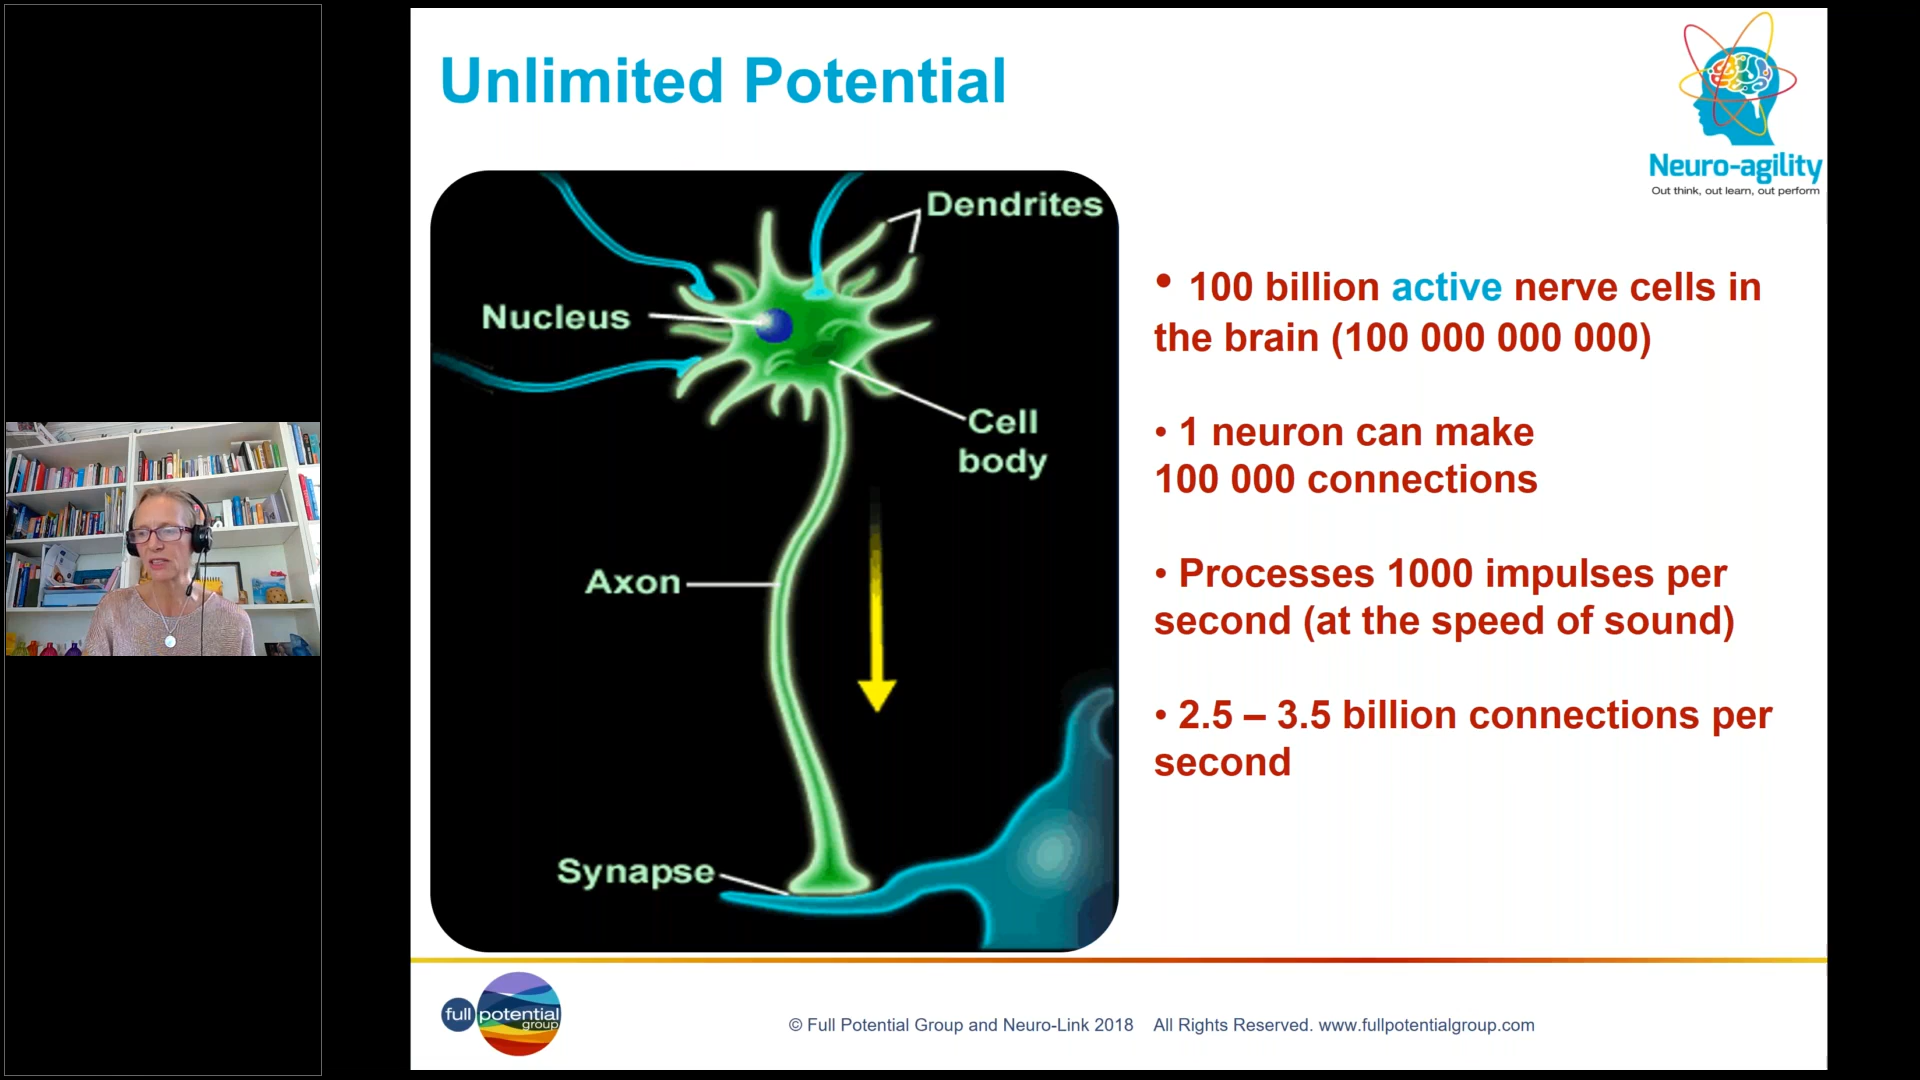 Unlimited Potential
Neuro-agility
Out think, out learn, out perform
Dendrites
Nucleus
Cell
body
Axon
Synapse
• 100 billion active nerve cells in
the brain (100 000 000 000)
• 1 neuron can make
100 000 connections
• Processes 1000 impulses per
second (at the speed of sound)
• 2.5 – 3.5 billion connections per
second
full potential
group
© Full Potential Group and Neuro-Link 2018 All Rights Reserved. www.fullpotentialgroup.com